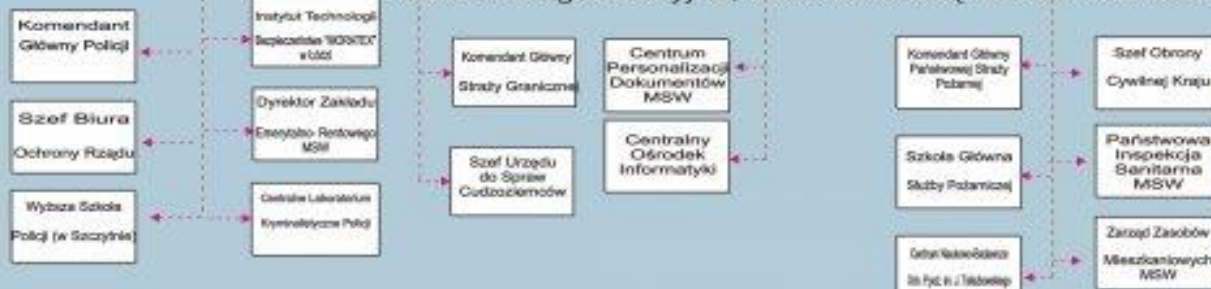 Komendant
Główny Policji
Szef Biura
Ochrony Rządu
Wyższa Szkoła
Policji (w Szczytnie)
Instytut Technologii
Bezpieczeństwa "MORATEX"
w Łodzi
Dyrektor Zakładu
Emerytalno- Rentowego
MSW
Centralne Laboratorium
Kryminalistyczne Policji
Komendant Główny
Straży Granicznej
Szef Urzędu
do Spraw
Cudzoziemców
Centrum
Personalizacji
Dokumentów
MSW
Centralny
Ośrodek
Informatyki
Komendant Główny
Państwowej Straży
Pożarnej
Szkoła Główna
Służby Pożarniczej
Centrum Naukowo-Badawcze
Szef Obrony
Cywilnej Kraju
Państwowa
Inspekcja
Sanitarna
MSW
Zarząd Zasobów
Mieszkaniowych
MSW